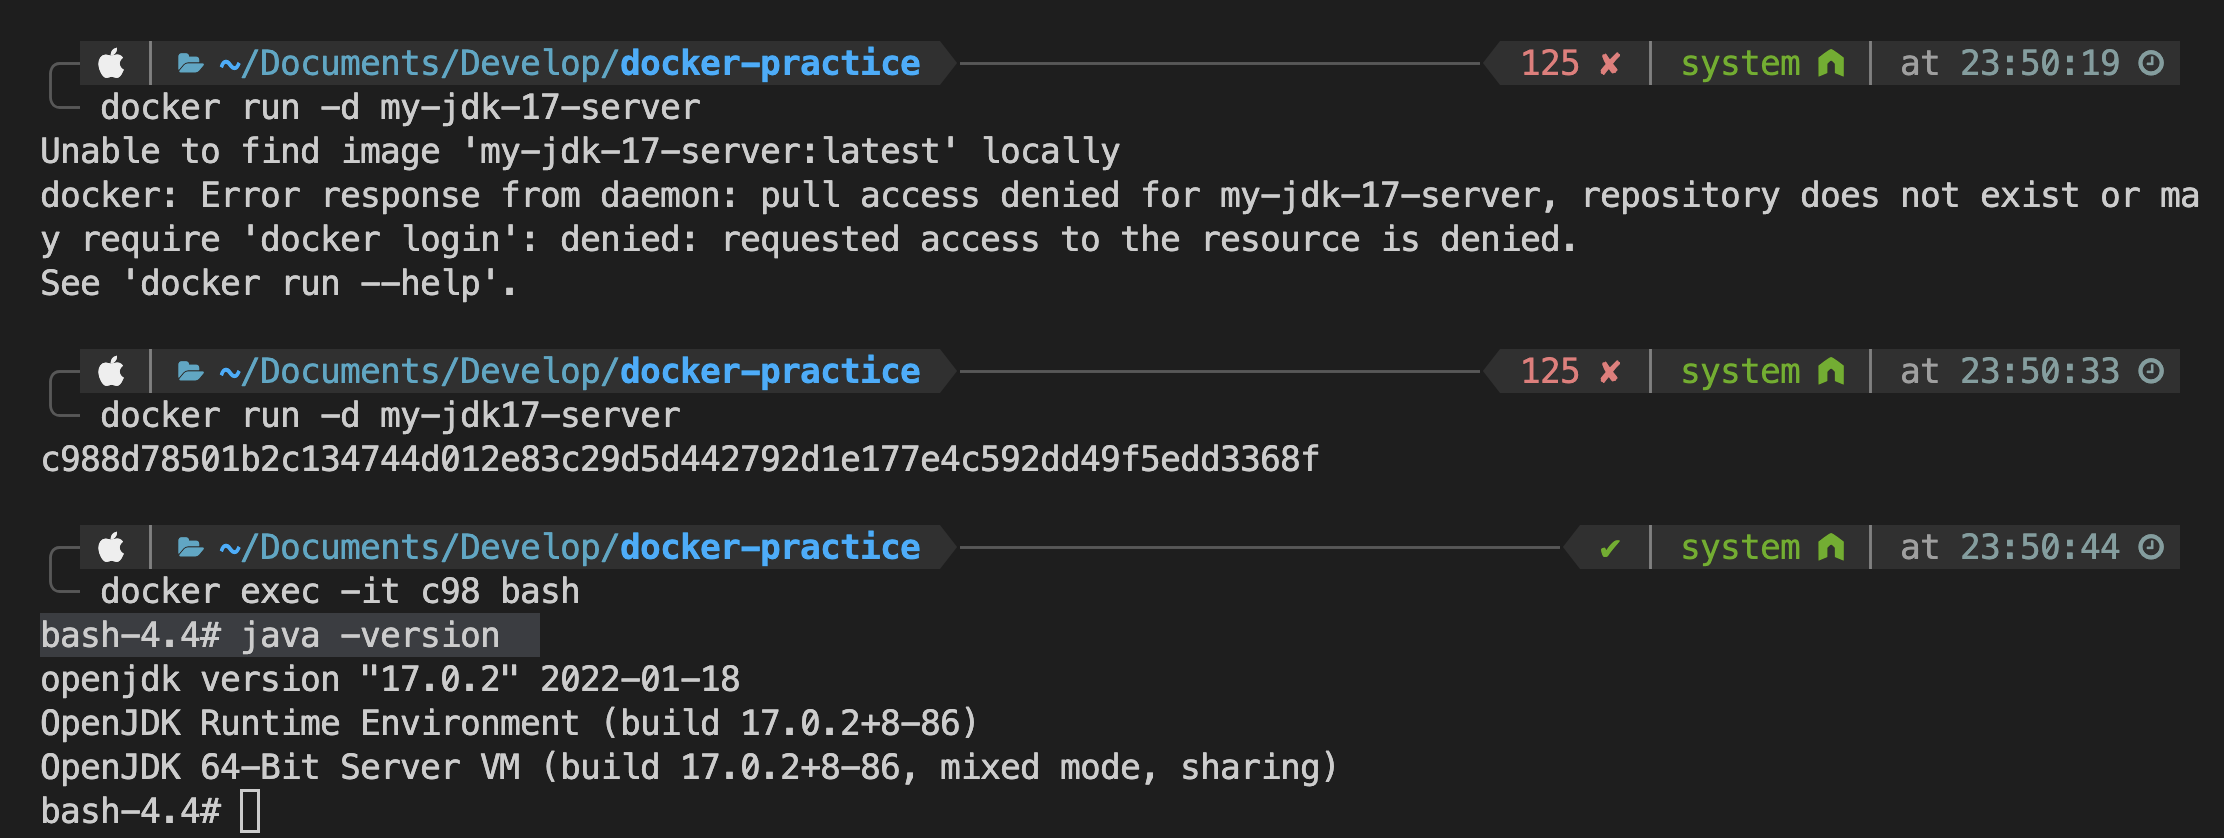 ~/Documents/Develop/docker-practice 125 ✘ system at 23:50:19
docker run -d my-jdk-17-server
Unable to find image 'my-jdk-17-server:latest' locally
docker: Error response from daemon: pull access denied for my-jdk-17-server, repository does not exist or ma
y require 'docker login': denied: requested access to the resource is denied.
See 'docker run --help'.
~/Documents/Develop/docker-practice 125 ✘ system at 23:50:33
docker run -d my-jdk17-server
c988d78501b2c134744d012e83c29d5d442792d1e177e4c592dd49f5edd3368f
~/Documents/Develop/docker-practice ✔ system at 23:50:44
docker exec -it c98 bash
bash-4.4# java -version
openjdk version "17.0.2" 2022-01-18
OpenJDK Runtime Environment (build 17.0.2+8-86)
OpenJDK 64-Bit Server VM (build 17.0.2+8-86, mixed mode, sharing)
bash-4.4#